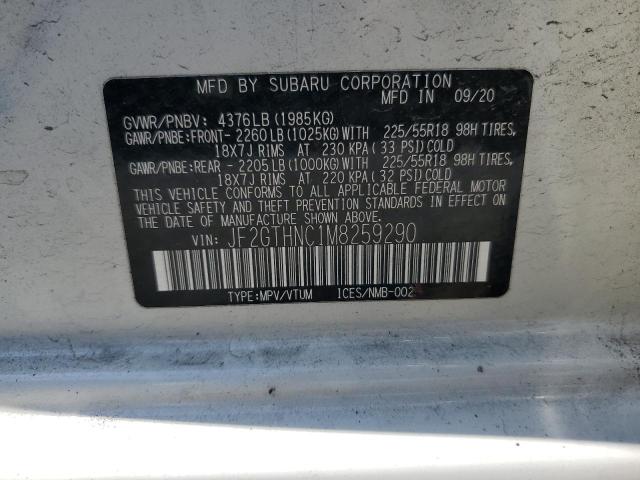 MFD BY SUBARU CORPORATION
MFD IN 09/20
GVWR/PNBV: 4376LB (1985KG)
GAWR/PNBE:FRONT- 2260LB(1025KG)WITH 225/55R18 98H TIRES,
18X7J RIMS AT 230 KPA( 33 PSI)COLD
GAWR/PNBE:REAR - 2205LB(1000KG)WITH 225/55R18 98H TIRES,
18X7J RIMS AT 220 KPA( 32 PSI)COLD
THIS VEHICLE CONFORMS TO ALL APPLICABLE FEDERAL MOTOR
VEHICLE SAFETY AND THEFT PREVENTION STANDARDS IN EFFECT ON
THE DATE OF MANUFACTURE SHOWN ABOVE.
VIN: JF2GTHNC1M8259290
TYPE:MPV/VTUM ICES/NMB-002